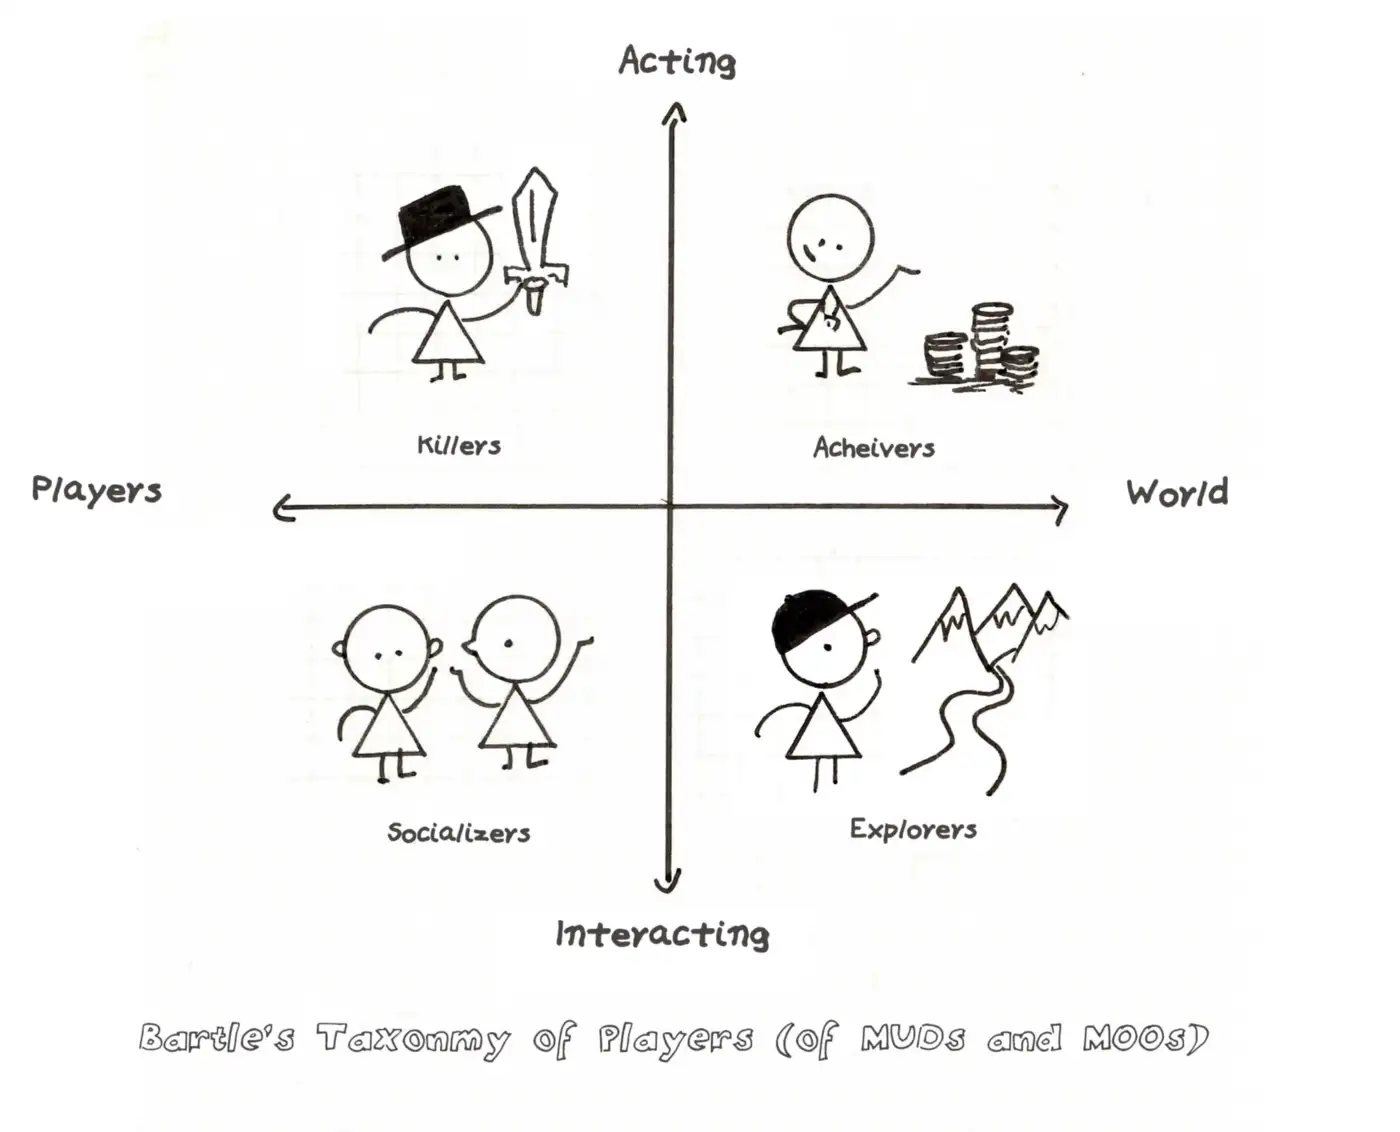 Acting
Killers
Acheivers
Players
World
Socializers
Explorers
Interacting
Bartle's Taxonmy of Players (of MUDs and MOOs)